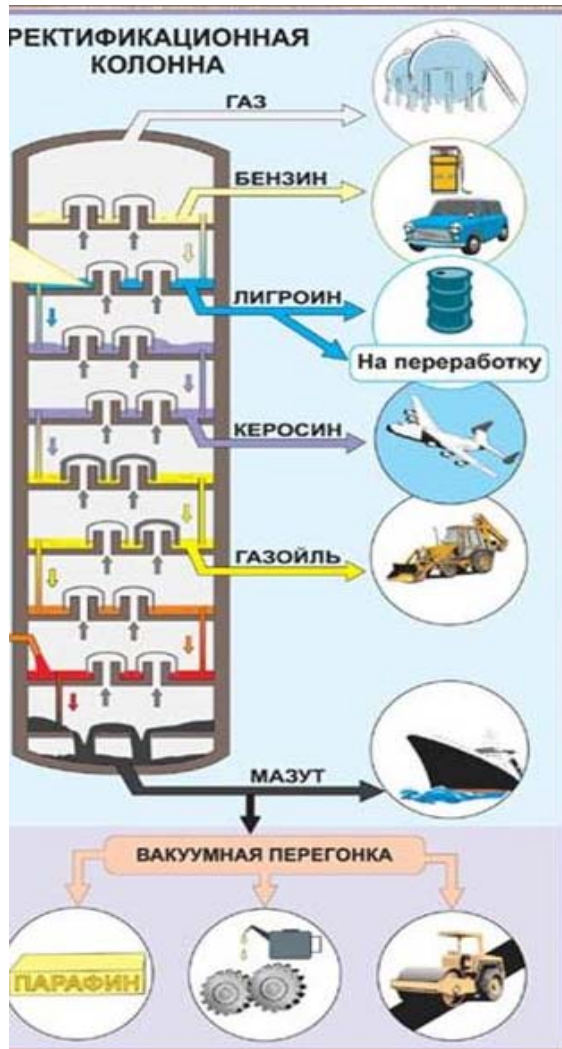 РЕКТИФИКАЦИОННАЯ
КОЛОННА
ГАЗ
БЕНЗИН
ЛИГРОИН
На переработку
КЕРОСИН
ГАЗОЙЛЬ
МАЗУТ
ВАКУУМНАЯ ПЕРЕГОНКА
ПАРАФИН